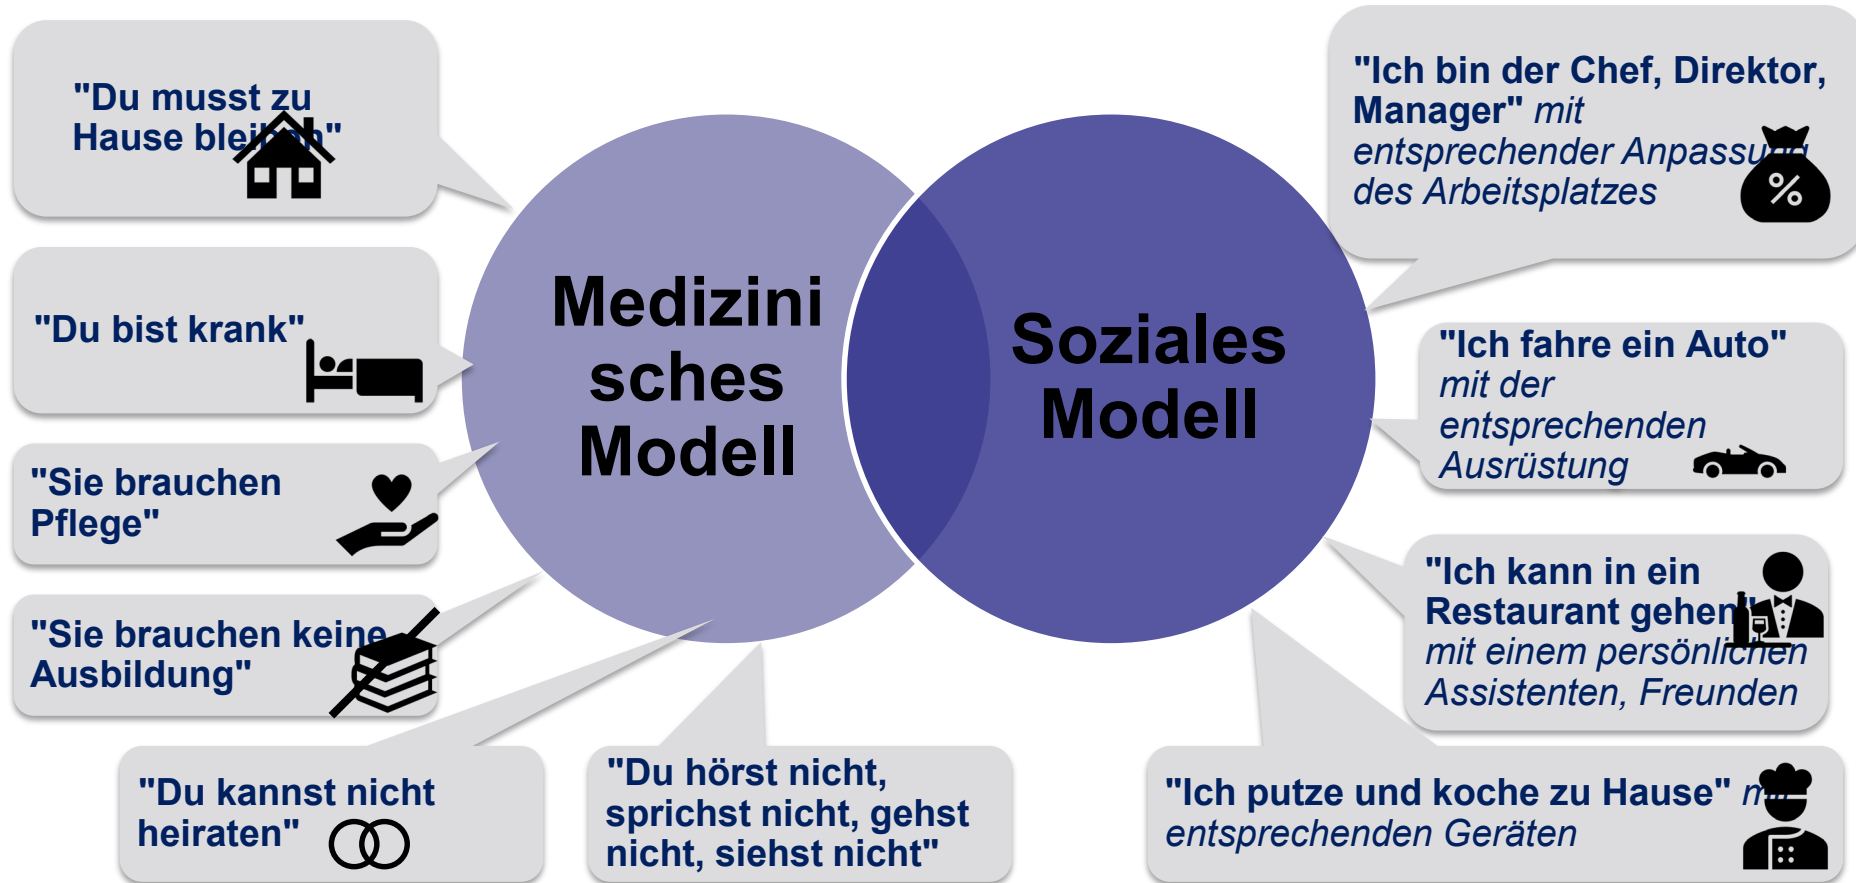 "Du musst zu
Hause bleiben"
"Du bist krank"
"Sie brauchen
Pflege"
"Sie brauchen keine
Ausbildung"
"Du kannst nicht
heiraten"
"Du hörst nicht,
sprichst nicht, gehst
nicht, siehst nicht"
Medizini
sches
Modell
Soziales
Modell
"Ich bin der Chef, Direktor,
Manager" mit
entsprechender Anpassung
des Arbeitsplatzes
%
"Ich fahre ein Auto"
mit der
entsprechenden
Ausrüstung
"Ich kann in ein
Restaurant gehen"
mit einem persönlichen
Assistenten, Freunden
"Ich putze und koche zu Hause" mit
entsprechenden Geräten